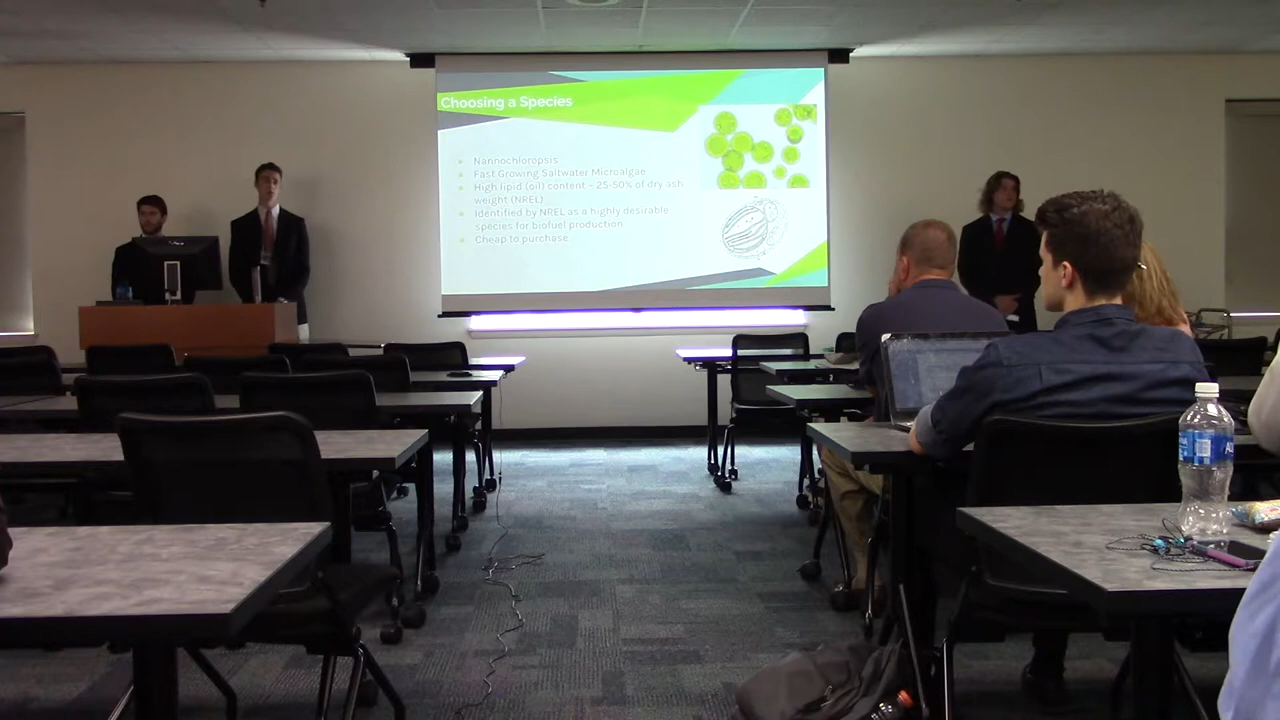 Choosing a Species
Nannochloropsis
Fast Growing Saltwater Microalgae
High lipid (oil) content - 25-50% of dry ash
weight (NREL)
Identified by NREL as a highly desirable
species for biofuel production
Cheap to purchase